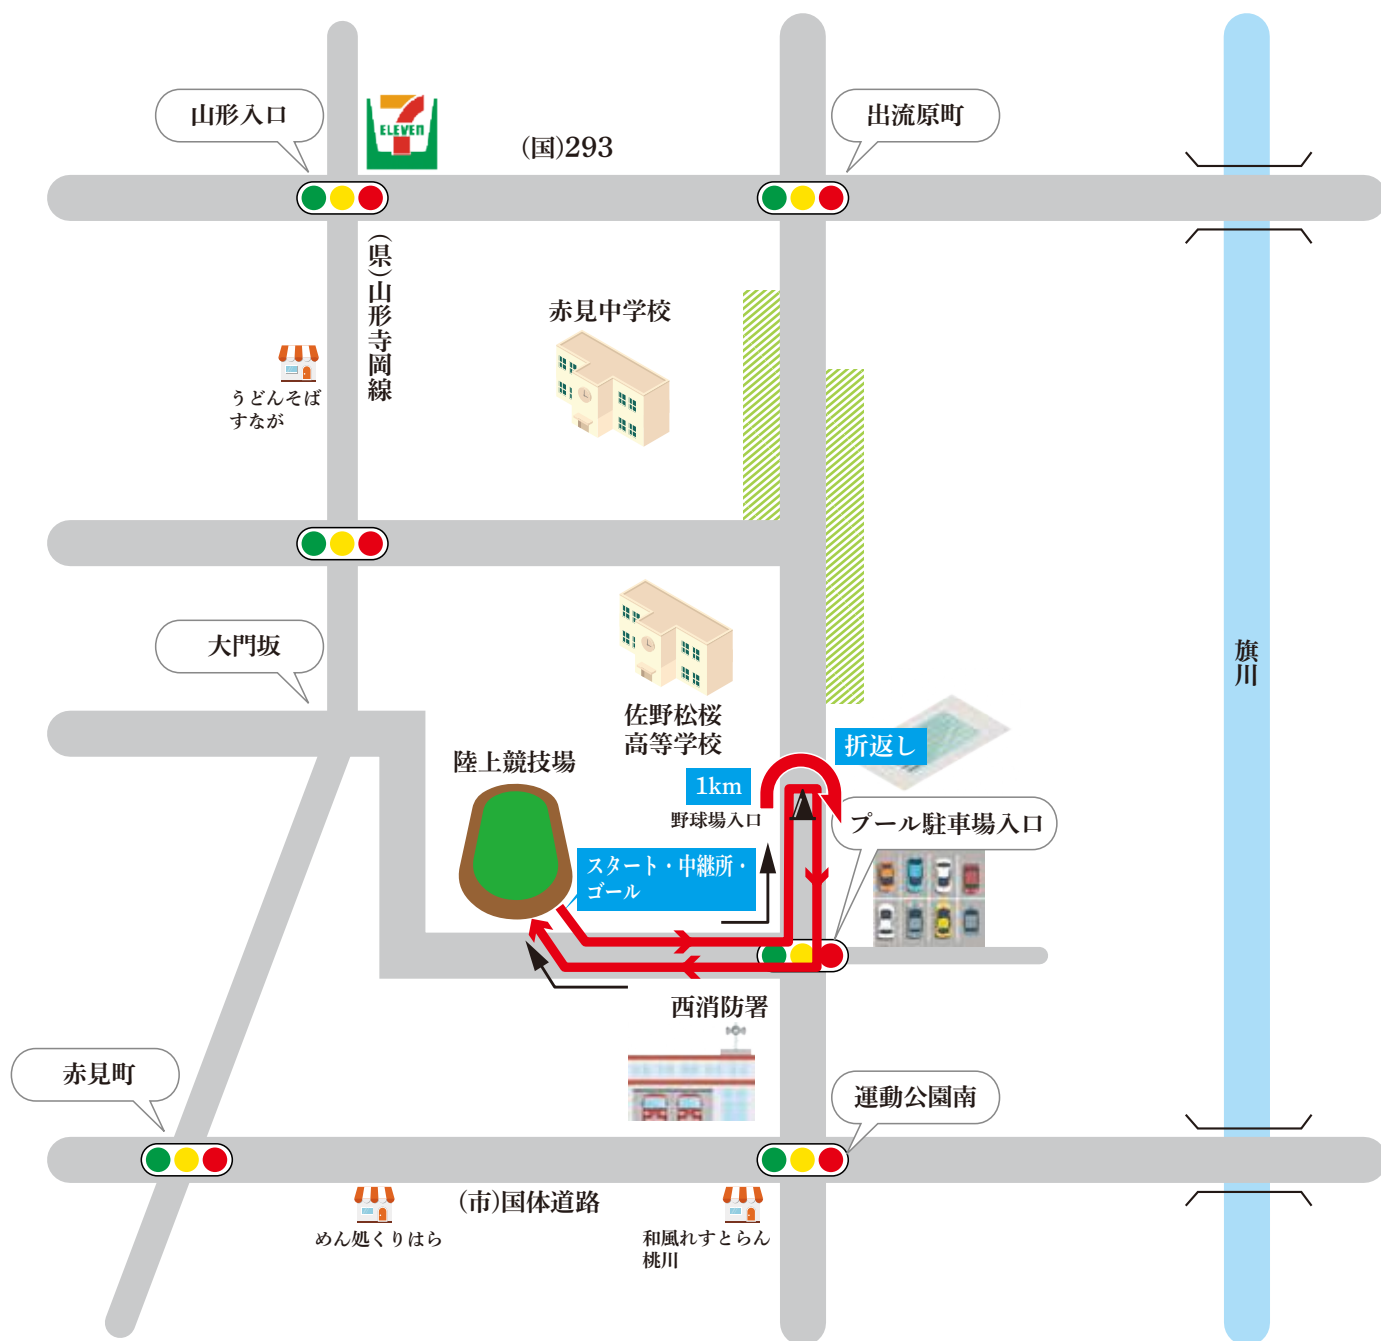 山形入口
ELEVEN
(国)293
出流原町
(県)山形寺岡線
赤見中学校
うどんそば
すなが
大門坂
佐野松桜
高等学校
旗川
陸上競技場
折返し
1km
野球場入口
プール駐車場入口
スタート・中継所・
ゴール
西消防署
赤見町
運動公園南
(市)国体道路
めん処くりはら
和風れすとらん
桃川